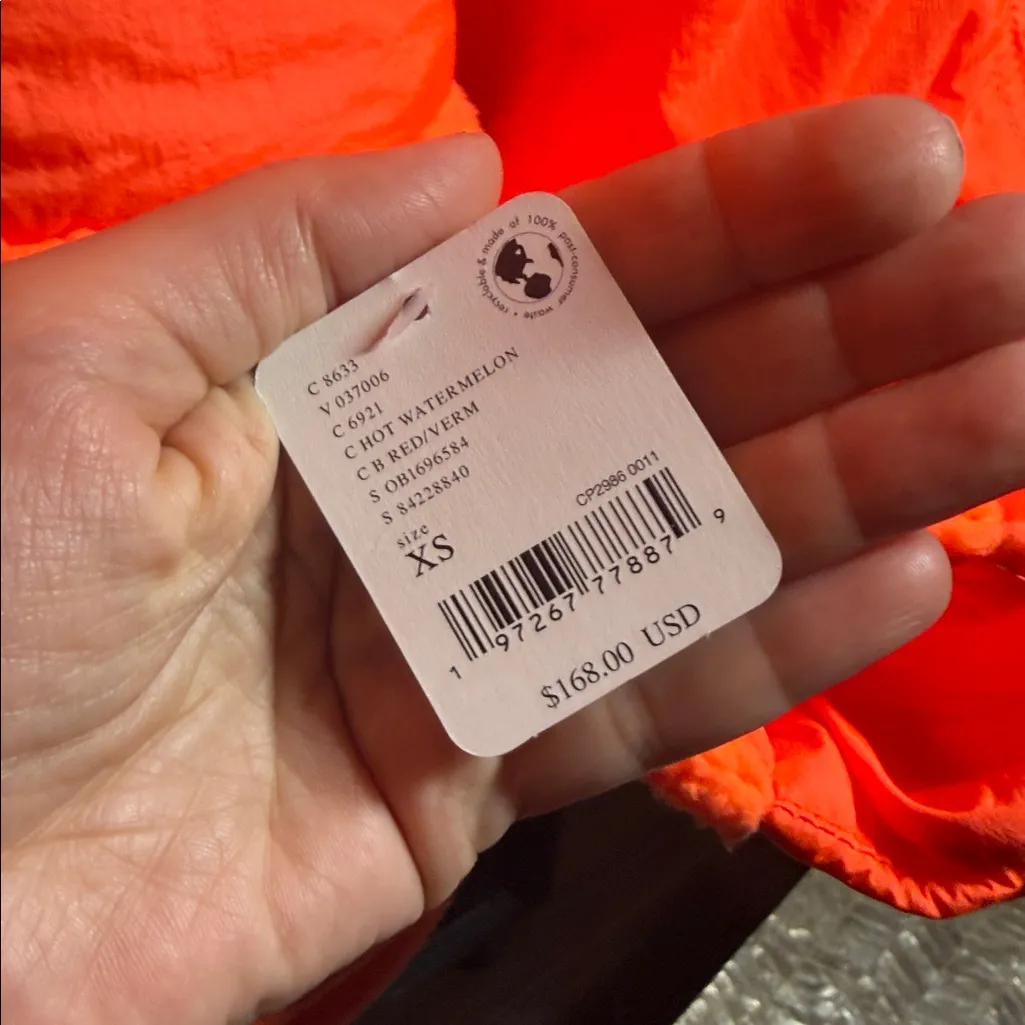 recyclable & made of 100% post-consumer waste •
C 8633
V 037006
C 6921
C HOT WATERMELON
C B RED/VERM
S OB1696584
S 84228840
size
XS
CP2986 0011
1 97267 77887 9
$168.00 USD